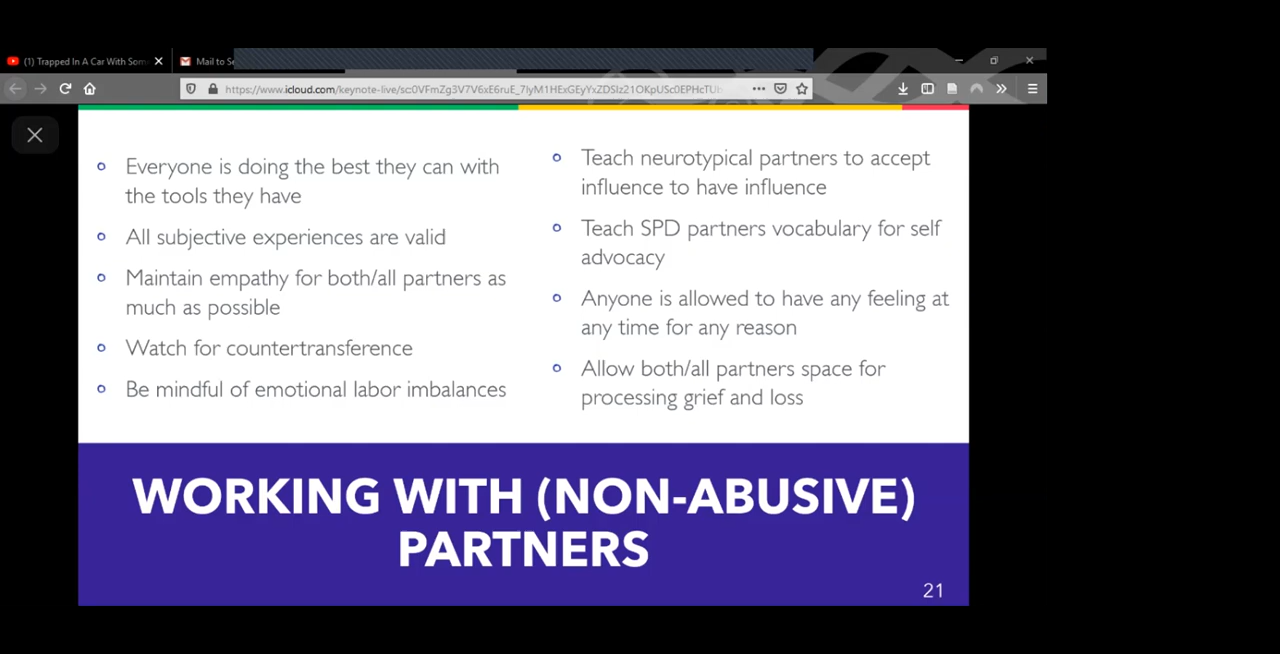 (1) Trapped In A Car With Som
Mail to Se
https://www.icloud.com/keynote-live/sc:0VFmZg3V7V6xE6ruE_7IyM1HExGEyYxZDSIz21OKpUSc0EPHcTUb
Everyone is doing the best they can with
the tools they have
All subjective experiences are valid
Maintain empathy for both/all partners as
much as possible
Watch for countertransference
Be mindful of emotional labor imbalances
Teach neurotypical partners to accept
influence to have influence
Teach SPD partners vocabulary for self
advocacy
Anyone is allowed to have any feeling at
any time for any reason
Allow both/all partners space for
processing grief and loss
WORKING WITH (NON-ABUSIVE)
PARTNERS
21